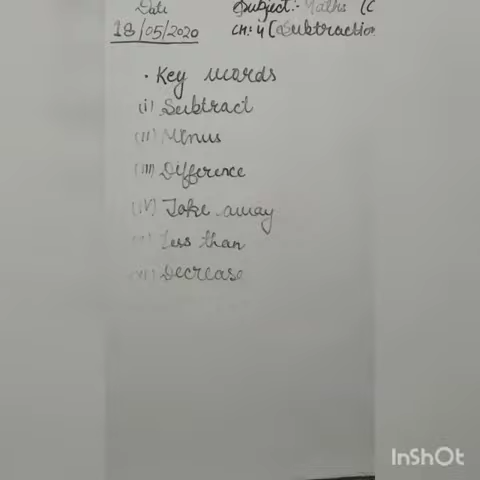 Date
Subject:- Maths (C
18/05/2020
CH: 4 (Subtraction
• Key words
(i) Subtract
(ii) Minus
(iii) Difference
(iv) Take away
(v) Less than
(vi) Decrease
InShOt